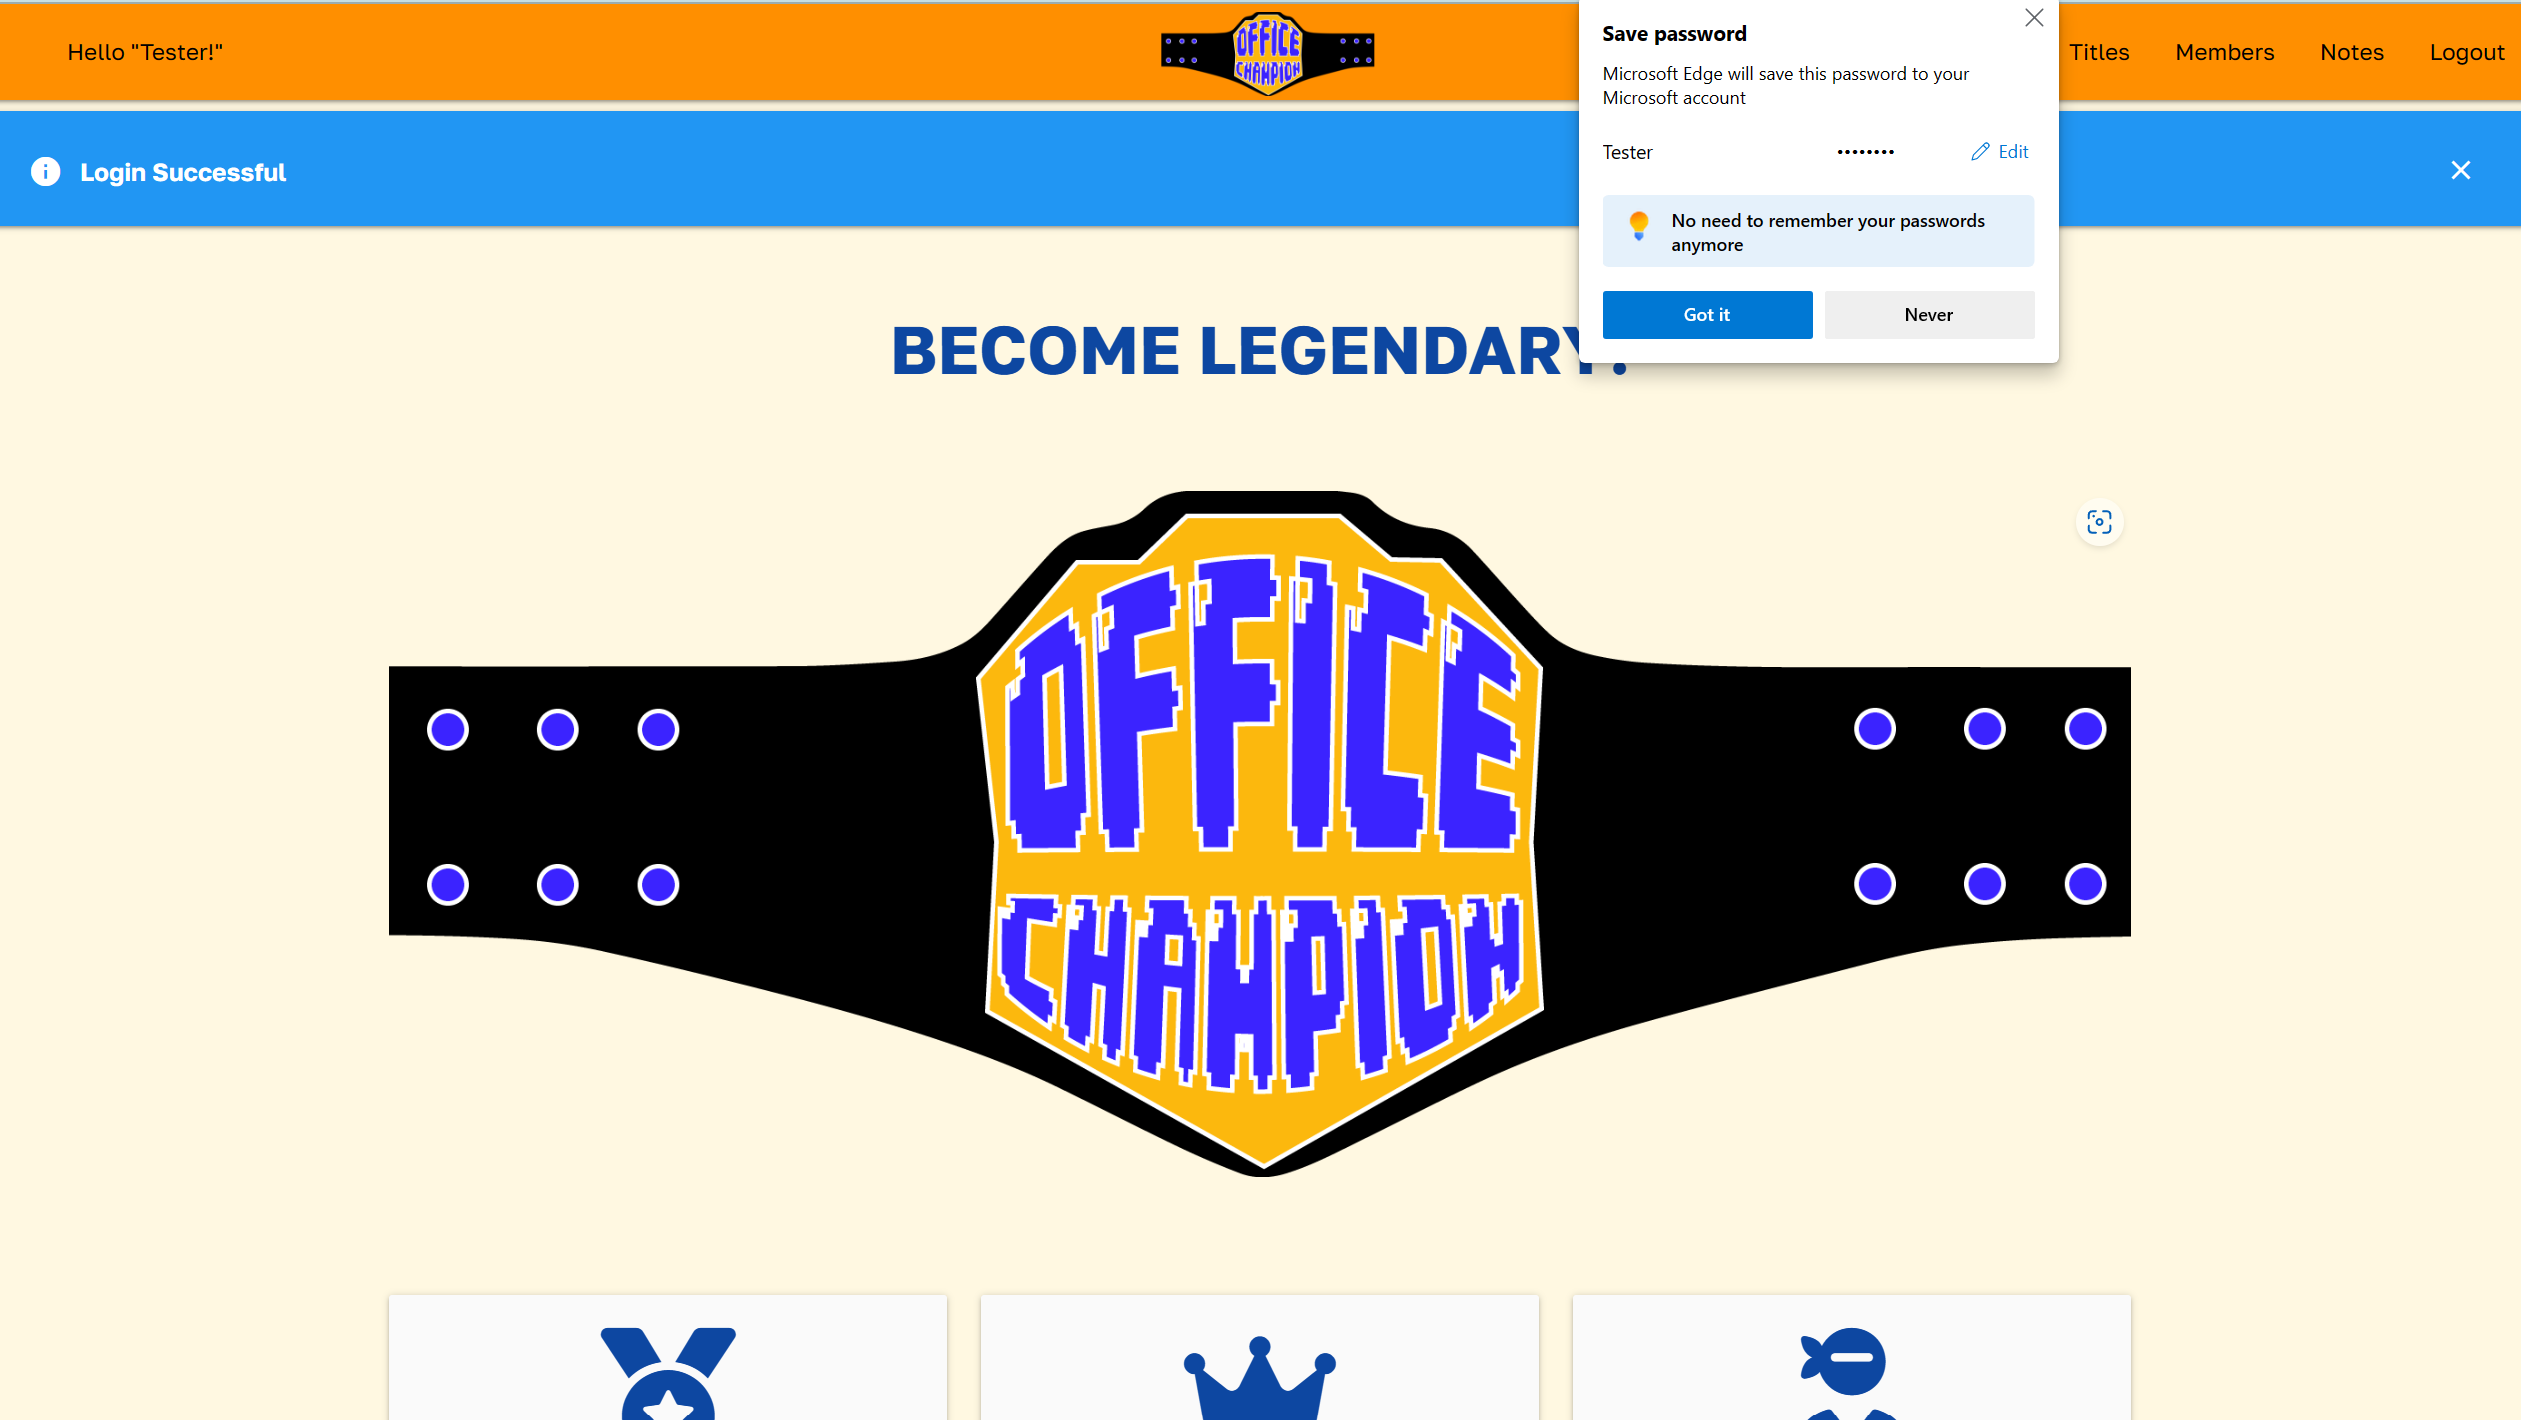 Hello "Tester!"
OFFICE
CHAMPION
Titles
Members
Notes
Logout
Save password
Microsoft Edge will save this password to your
Microsoft account
Tester
••••••••
Edit
No need to remember your passwords
anymore
Got it
Never
Login Successful
BECOME LEGENDARY!
OFFICE
CHAMPION